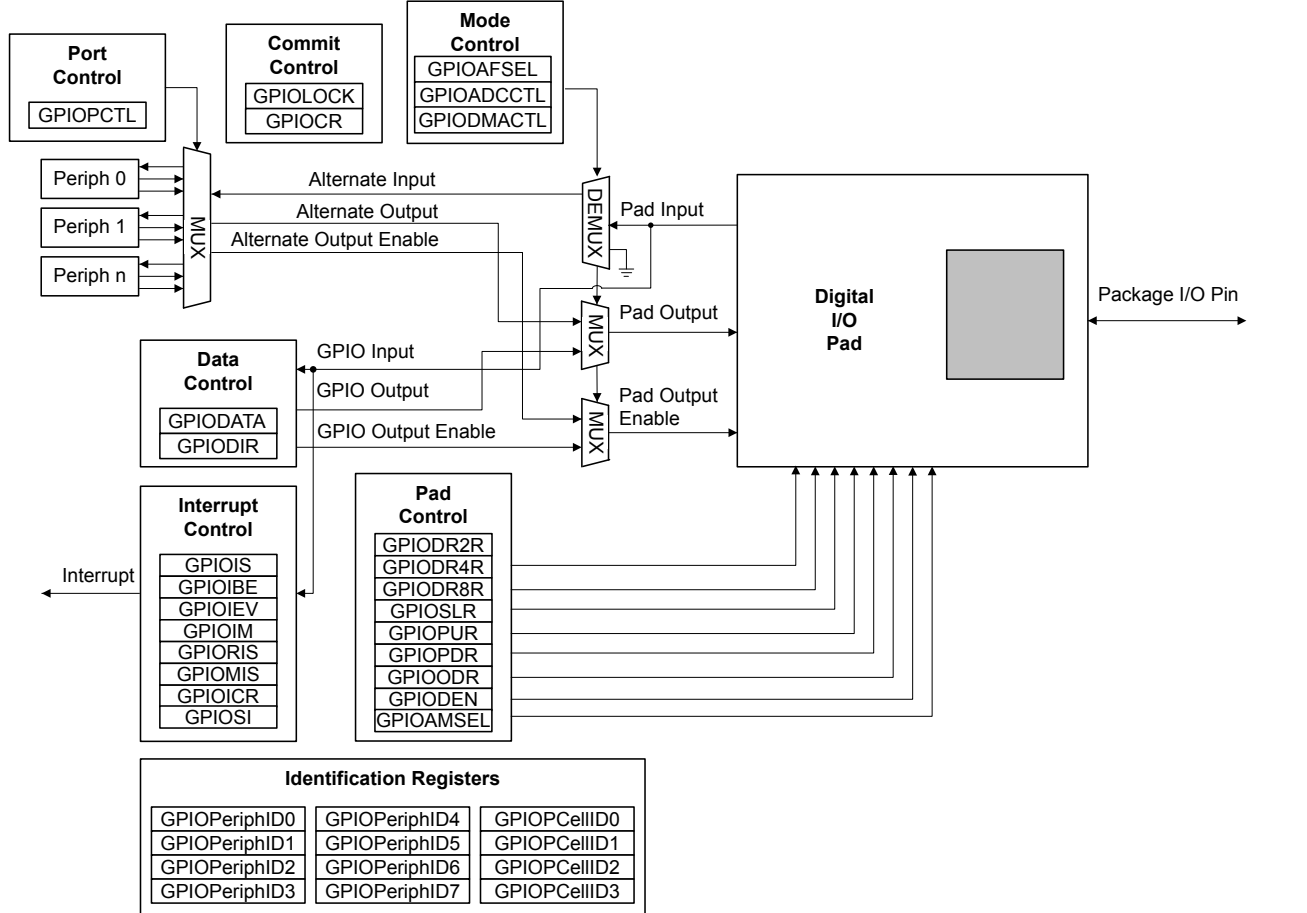 Port
Control
GPIOPCTL
Commit
Control
GPIOLOCK
GPIOCR
Mode
Control
GPIOAFSEL
GPIOADCCTL
GPIODMACTL
Periph 0
Periph 1
Periph n
MUX
Alternate Input
Alternate Output
Alternate Output Enable
DEMUX
Pad Input
MUX
Pad Output
MUX
Pad Output
Enable
Digital
I/O
Pad
Package I/O Pin
Data
Control
GPIODATA
GPIODIR
GPIO Input
GPIO Output
GPIO Output Enable
Interrupt
Control
GPIOIS
GPIOIBE
GPIOIEV
GPIOIM
GPIORIS
GPIOMIS
GPIOICR
GPIOSI
Interrupt
Pad
Control
GPIODR2R
GPIODR4R
GPIODR8R
GPIOSLR
GPIOPUR
GPIOPDR
GPIOODR
GPIODEN
GPIOAMSEL
Identification Registers
GPIOPeriphID0
GPIOPeriphID1
GPIOPeriphID2
GPIOPeriphID3
GPIOPeriphID4
GPIOPeriphID5
GPIOPeriphID6
GPIOPeriphID7
GPIOPCellID0
GPIOPCellID1
GPIOPCellID2
GPIOPCellID3